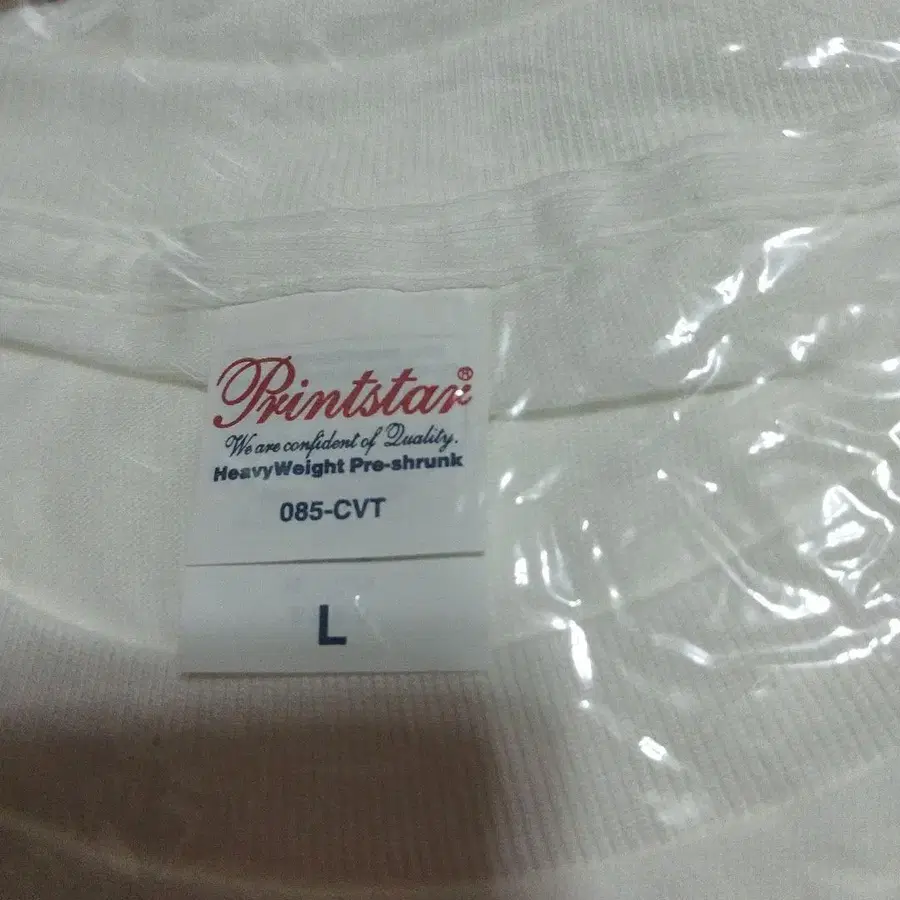 Printstar®
We are confident of Quality.
HeavyWeight Pre-shrunk
085-CVT
L